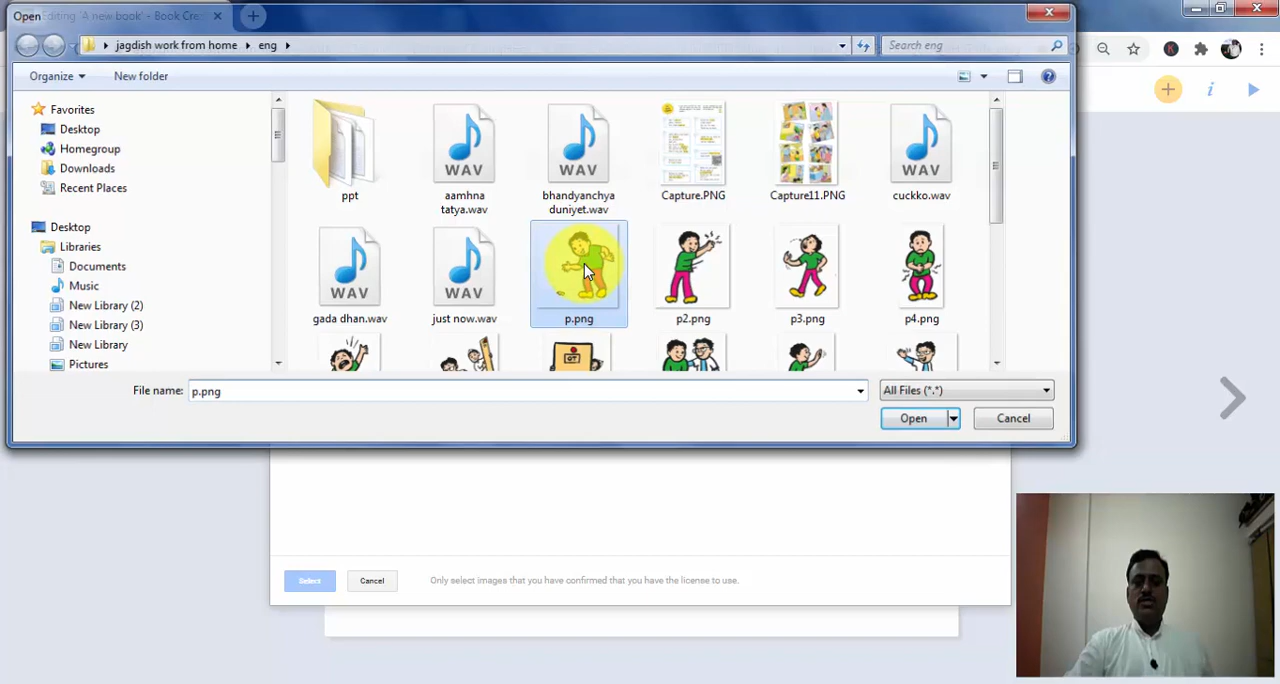 Open
Editing 'A new book' - Book Cre
jagdish work from home
eng
Search eng
Organize
New folder
Favorites
Desktop
Homegroup
Downloads
Recent Places
Desktop
Libraries
Documents
Music
New Library (2)
New Library (3)
New Library
Pictures
WAV
WAV
WAV
ppt
aamhna
tatya.wav
bhandyanchya
duniyet.wav
Capture.PNG
Capture11.PNG
cuckko.wav
WAV
WAV
gada dhan.wav
just now.wav
p.png
p2.png
p3.png
p4.png
File name:
p.png
All Files (*.*)
Open
Cancel
Select
Cancel
Only select images that you have confirmed that you have the license to use.